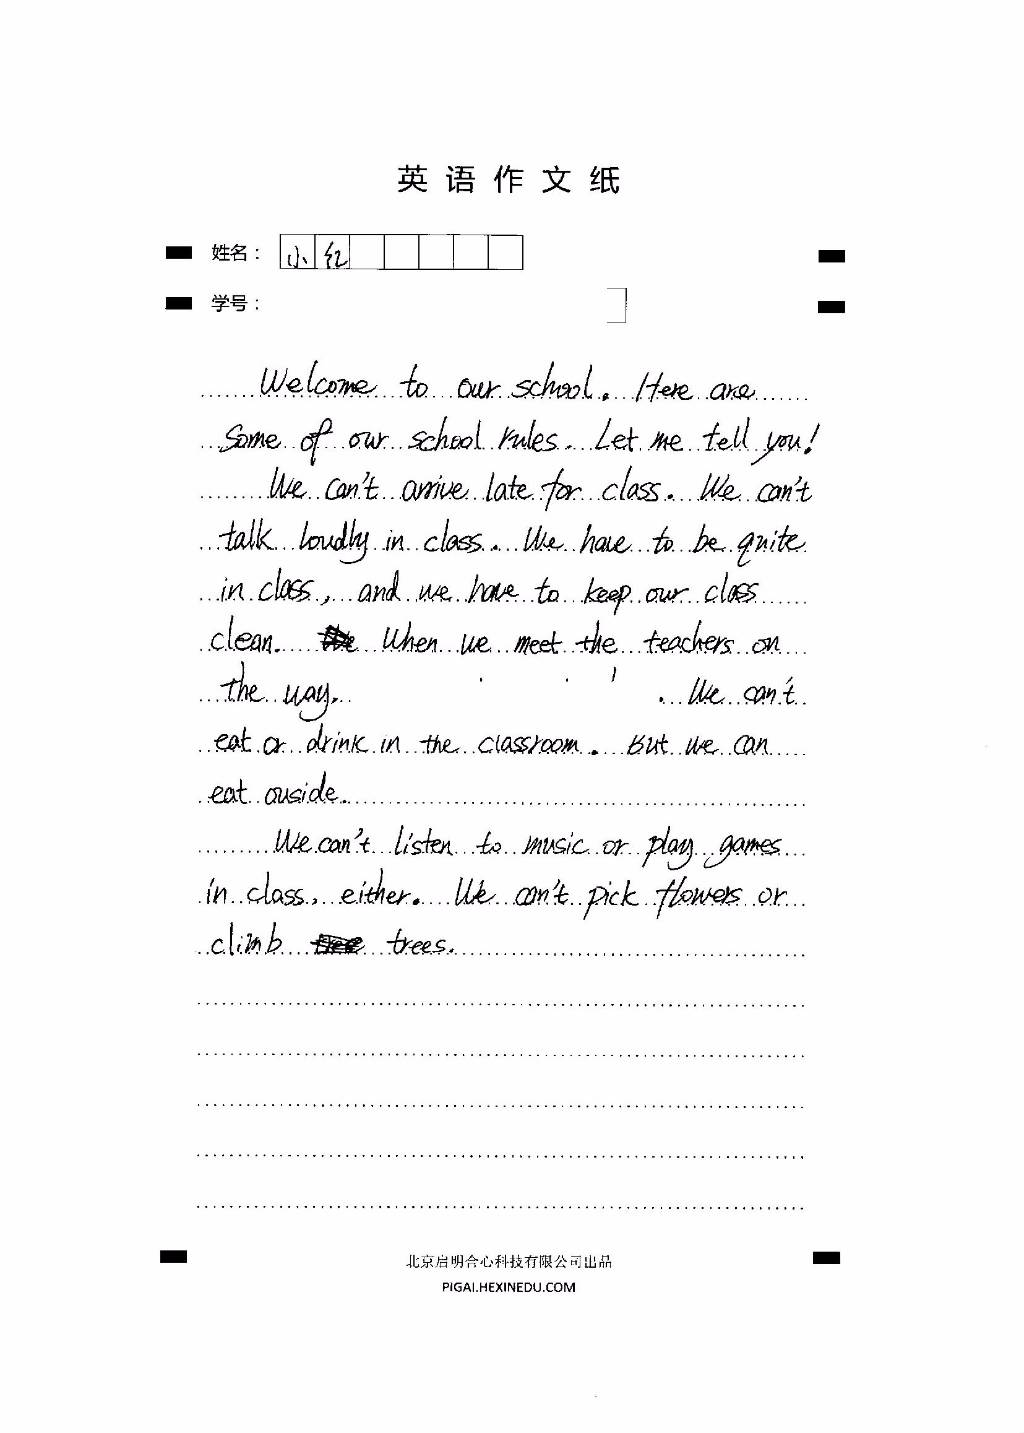 英语作文纸
姓名： 小红
学号：
Welcome to our school. Here are
Some of our school rules. Let me tell you!
We can't arrive late for class. We can't
talk loudly in class. We have to be quite
in class, and we have to keep our class
clean. When we meet the teachers on
the way. We can't
eat or drink in the classroom. But we can
eat ouside.
We can't listen to music or play games
in class, either. We can't pick flowers or
climb trees.
北京启明合心科技有限公司出品
PIGAI.HEXINEDU.COM